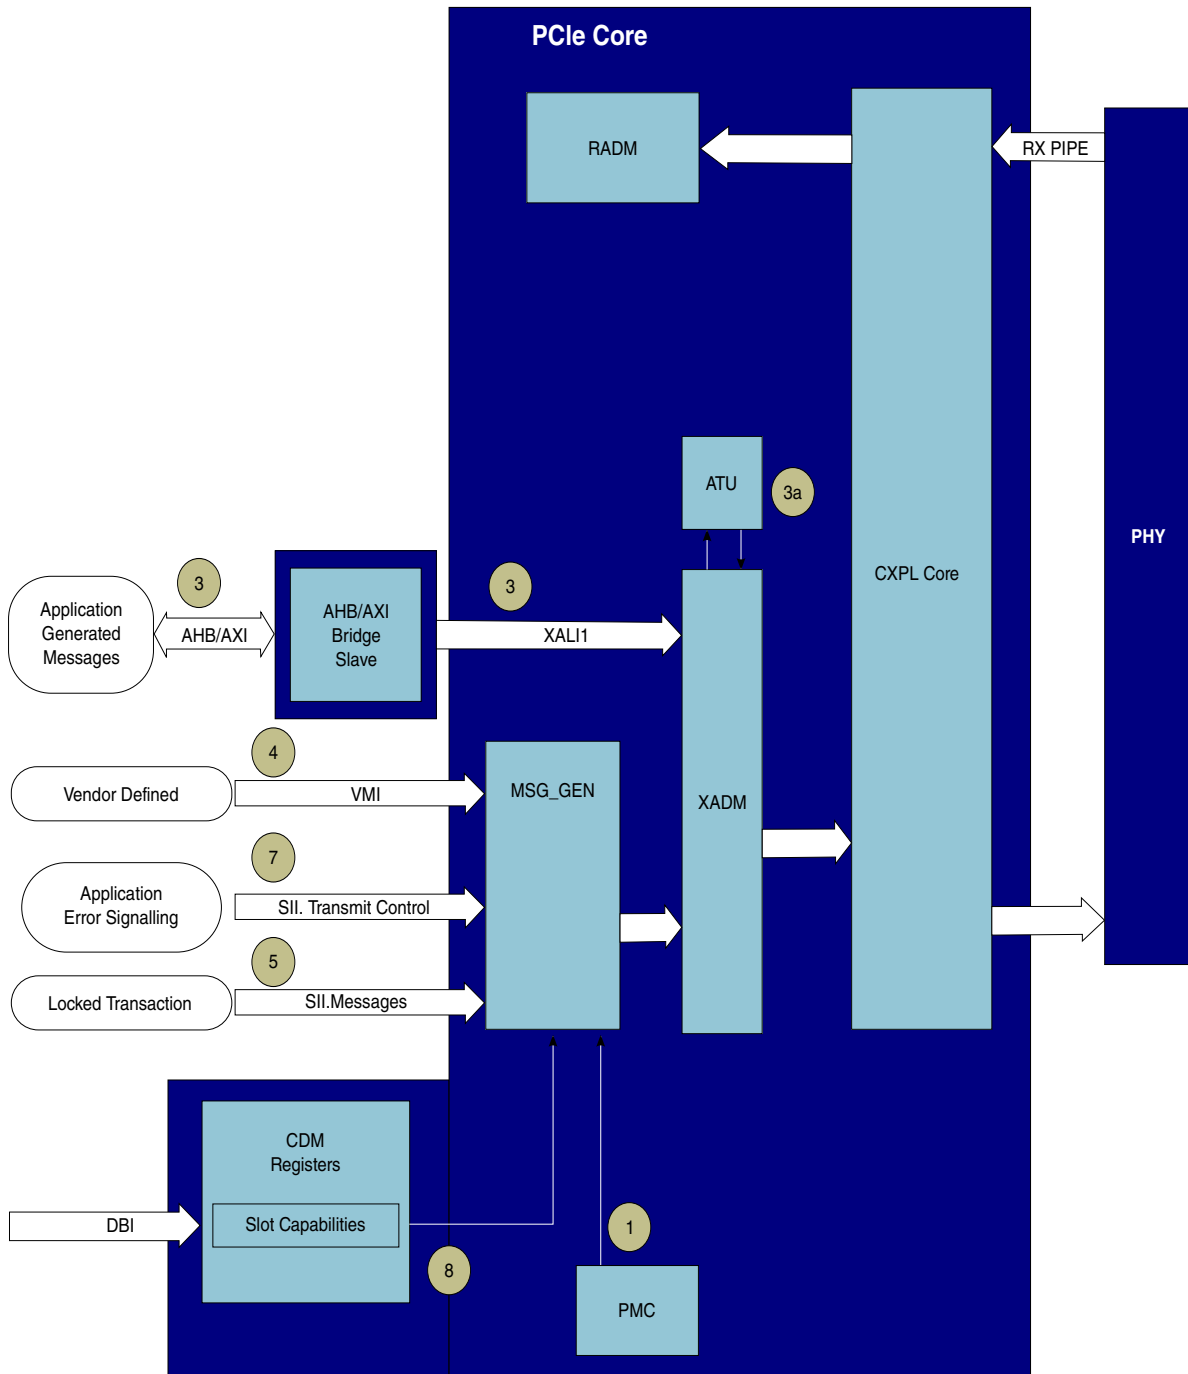 PCIe Core
RADM
RX PIPE
ATU
3a
PHY
CXPL Core
3
3
Application
Generated
Messages
AHB/AXI
AHB/AXI
Bridge
Slave
XALI1
4
Vendor Defined
VMI
MSG_GEN
XADM
7
Application
Error Signalling
SII. Transmit Control
5
Locked Transaction
SII.Messages
CDM
Registers
DBI
Slot Capabilities
1
8
PMC